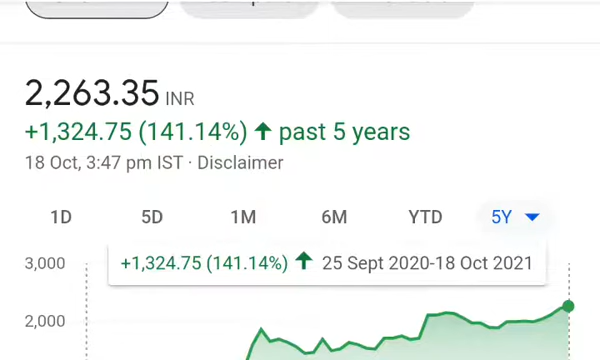 2,263.35 INR
+1,324.75 (141.14%) ↑ past 5 years
18 Oct, 3:47 pm IST · Disclaimer
1D 5D 1M 6M YTD 5Y
3,000
+1,324.75 (141.14%) ↑ 25 Sept 2020-18 Oct 2021
2,000